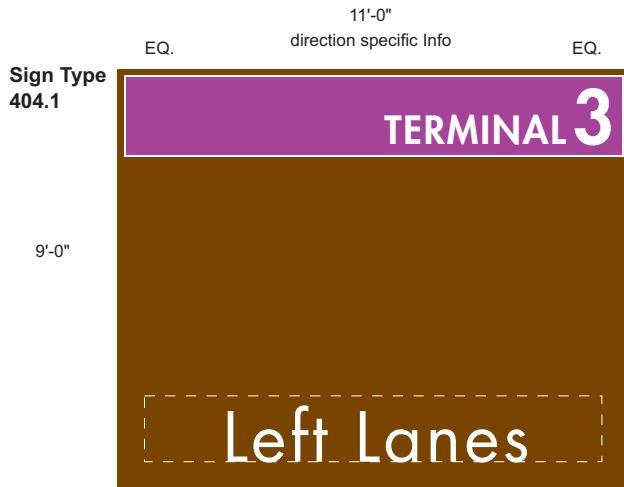 11'-0"
direction specific Info
EQ.
EQ.
Sign Type
404.1
TERMINAL 3
9'-0"
Left Lanes